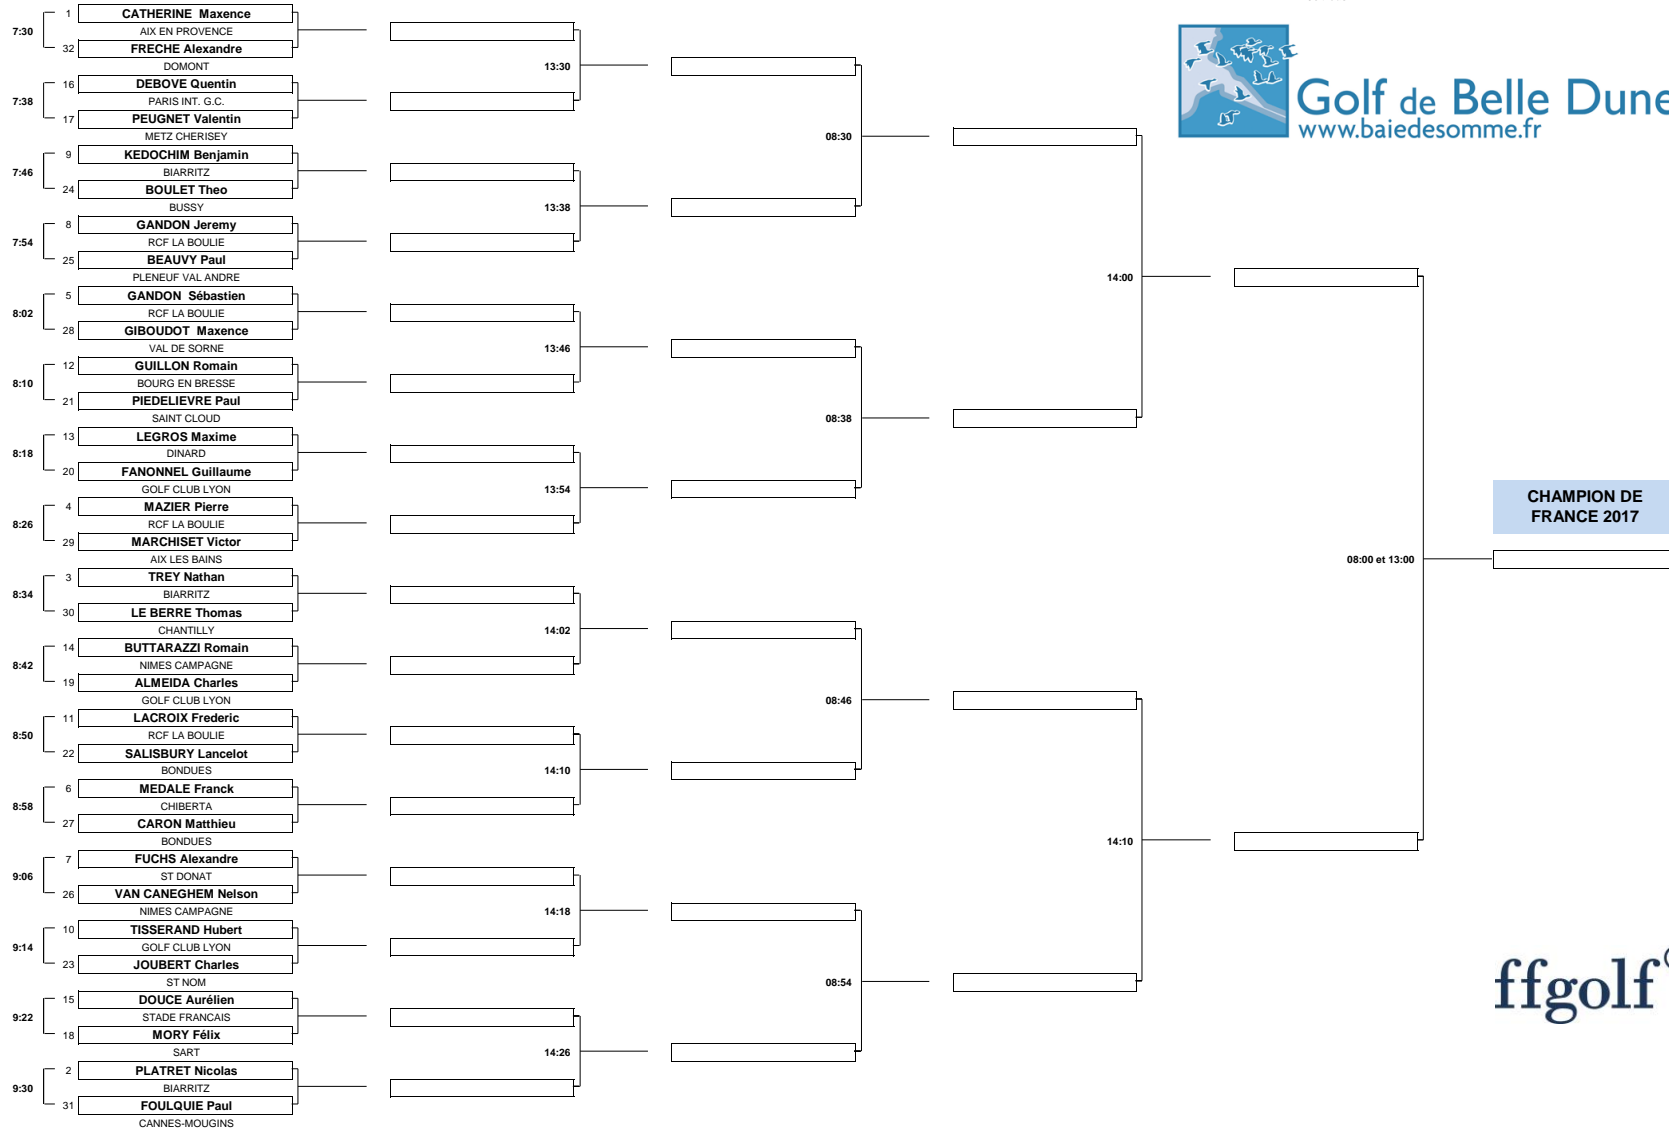 1 CATHERINE Maxence
7:30 AIX EN PROVENCE
32 FRECHE Alexandre
DOMONT
16 DEBOVE Quentin
7:38 PARIS INT. G.C.
17 PEUGNET Valentin
METZ CHERISEY
9 KEDOCHIM Benjamin
7:46 BIARRITZ
24 BOULET Theo
BUSSY
8 GANDON Jeremy
7:54 RCF LA BOULIE
25 BEAUVY Paul
PLENEUF VAL ANDRE
5 GANDON Sébastien
8:02 RCF LA BOULIE
28 GIBOUDOT Maxence
VAL DE SORNE
12 GUILLON Romain
8:10 BOURG EN BRESSE
21 PIEDELIEVRE Paul
SAINT CLOUD
13 LEGROS Maxime
8:18 DINARD
20 FANONNEL Guillaume
GOLF CLUB LYON
4 MAZIER Pierre
8:26 RCF LA BOULIE
29 MARCHISET Victor
AIX LES BAINS
3 TREY Nathan
8:34 BIARRITZ
30 LE BERRE Thomas
CHANTILLY
14 BUTTARAZZI Romain
8:42 NIMES CAMPAGNE
19 ALMEIDA Charles
GOLF CLUB LYON
11 LACROIX Frederic
8:50 RCF LA BOULIE
22 SALISBURY Lancelot
BONDUES
6 MEDALE Franck
8:58 CHIBERTA
27 CARON Matthieu
BONDUES
7 FUCHS Alexandre
9:06 ST DONAT
26 VAN CANEGHEM Nelson
NIMES CAMPAGNE
10 TISSERAND Hubert
9:14 GOLF CLUB LYON
23 JOUBERT Charles
ST NOM
15 DOUCE Aurélien
9:22 STADE FRANCAIS
18 MORY Félix
SART
2 PLATRET Nicolas
9:30 BIARRITZ
31 FOULQUIE Paul
CANNES-MOUGINS
13:30
13:38
13:46
13:54
14:02
14:10
14:18
14:26
08:30
08:38
08:46
08:54
14:00
14:10
08:00 et 13:00
Golf de Belle Dune
www.baiedesomme.fr
CHAMPION DE
FRANCE 2017
ffgolf